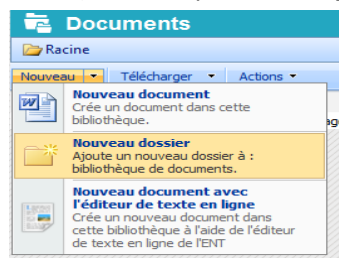 Documents
Racine
Nouveau Télécharger Actions
Nouveau document
Crée un document dans cette
bibliothèque.
Nouveau dossier
Ajoute un nouveau dossier à :
bibliothèque de documents.
Nouveau document avec
l'éditeur de texte en ligne
Crée un nouveau document dans
cette bibliothèque à l'aide de l'éditeur
de texte en ligne de l'ENT